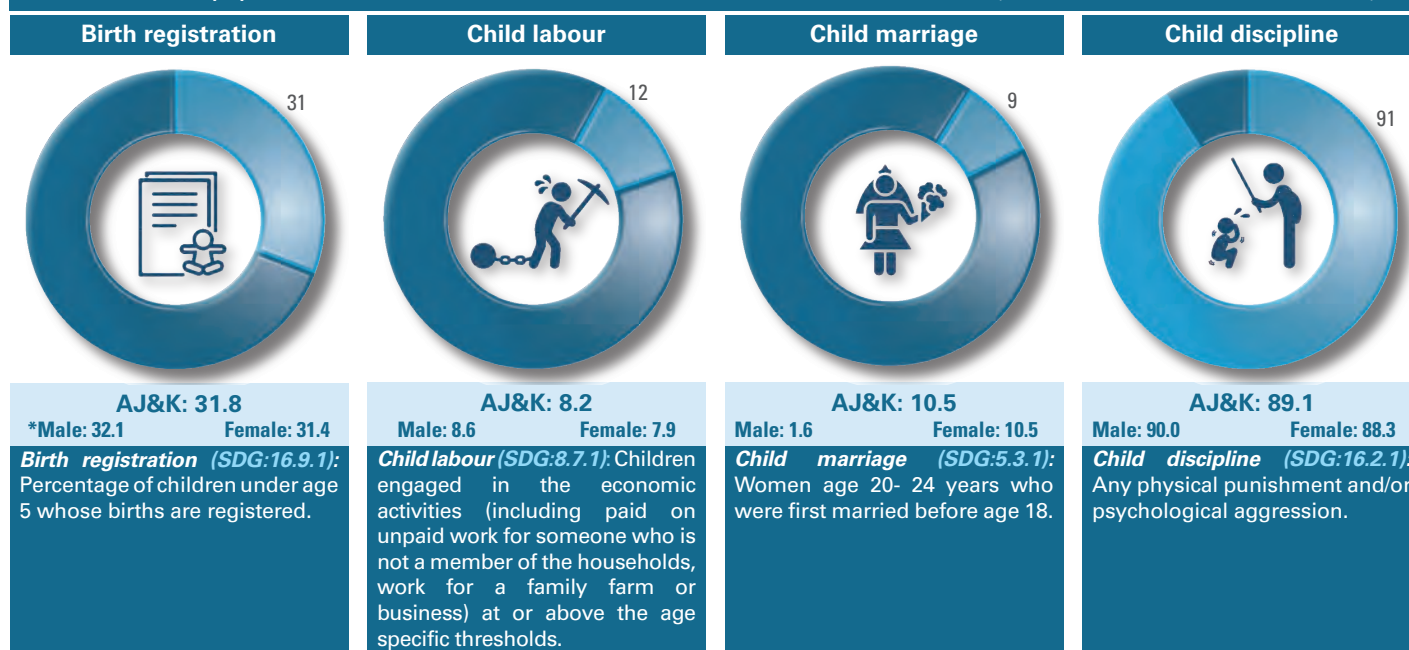 Birth registration
31
AJ&K: 31.8
*Male: 32.1 Female: 31.4
Birth registration (SDG:16.9.1):
Percentage of children under age
5 whose births are registered.
Child labour
12
AJ&K: 8.2
Male: 8.6 Female: 7.9
Child labour (SDG:8.7.1): Children
engaged in the economic
activities (including paid on
unpaid work for someone who is
not a member of the households,
work for a family farm or
business) at or above the age
specific thresholds.
Child marriage
9
AJ&K: 10.5
Male: 1.6 Female: 10.5
Child marriage (SDG:5.3.1):
Women age 20- 24 years who
were first married before age 18.
Child discipline
91
AJ&K: 89.1
Male: 90.0 Female: 88.3
Child discipline (SDG:16.2.1):
Any physical punishment and/or
psychological aggression.